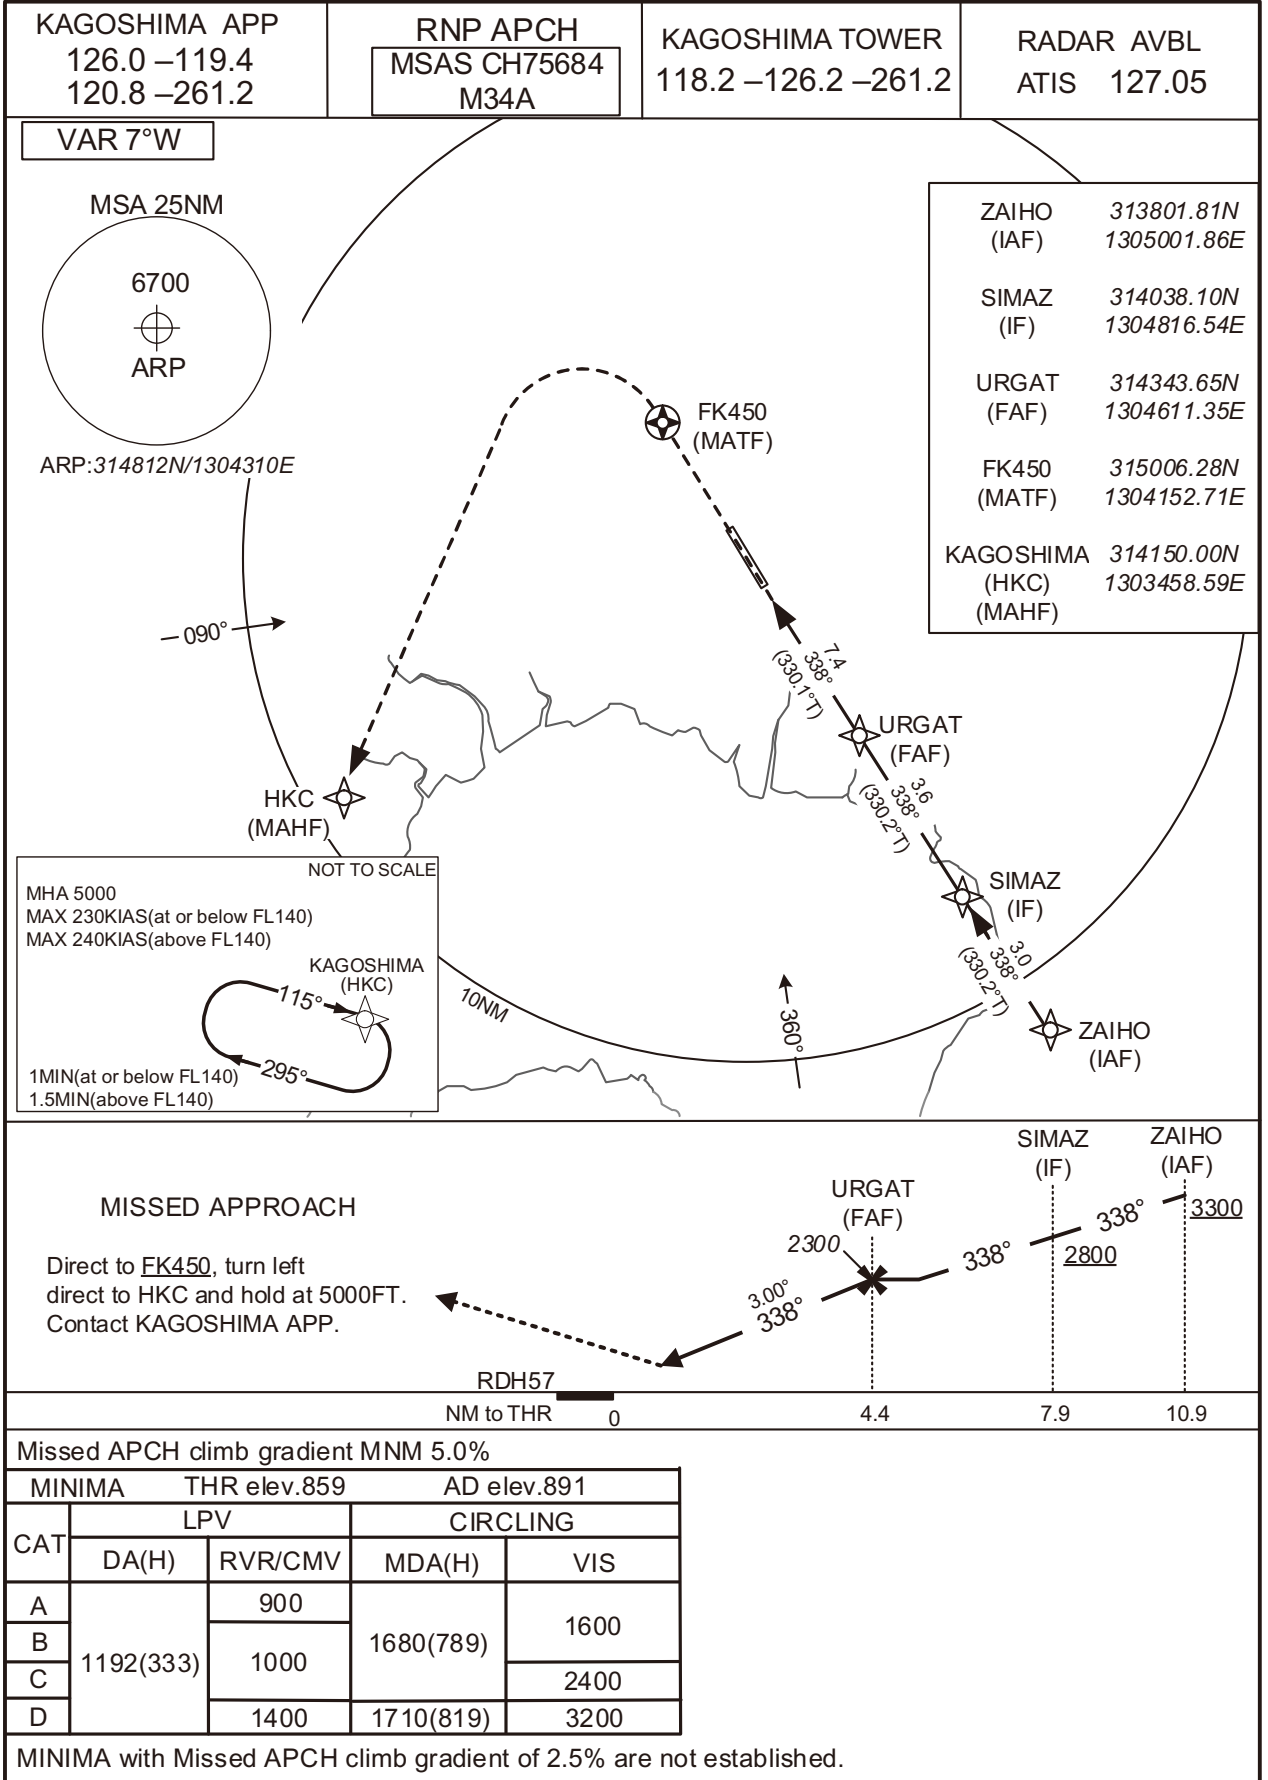 KAGOSHIMA APP
126.0 –119.4
120.8 –261.2
RNP APCH
MSAS CH75684
M34A
KAGOSHIMA TOWER
118.2 –126.2 –261.2
RADAR AVBL
ATIS 127.05
VAR 7°W
MSA 25NM
6700
ARP
ARP:314812N/1304310E
ZAIHO 313801.81N
(IAF) 1305001.86E
SIMAZ 314038.10N
(IF) 1304816.54E
URGAT 314343.65N
(FAF) 1304611.35E
FK450 315006.28N
(MATF) 1304152.71E
KAGOSHIMA 314150.00N
(HKC) 1303458.59E
(MAHF)
FK450
(MATF)
090°
7.4
338°
(330.1°T)
URGAT
(FAF)
3.6
338°
(330.2°T)
HKC
(MAHF)
SIMAZ
(IF)
3.0
338°
(330.2°T)
ZAIHO
(IAF)
10NM
360°
NOT TO SCALE
MHA 5000
MAX 230KIAS(at or below FL140)
MAX 240KIAS(above FL140)
KAGOSHIMA
(HKC)
115°
295°
1MIN(at or below FL140)
1.5MIN(above FL140)
MISSED APPROACH
Direct to FK450, turn left
direct to HKC and hold at 5000FT.
Contact KAGOSHIMA APP.
SIMAZ
(IF)
ZAIHO
(IAF)
URGAT
(FAF)
2300
3300
338°
2800
338°
3.00°
338°
RDH57
NM to THR 0 4.4 7.9 10.9
Missed APCH climb gradient MNM 5.0%
MINIMA THR elev.859 AD elev.891
CAT LPV CIRCLING
DA(H) RVR/CMV MDA(H) VIS
A 900
B 1192(333) 1000 1680(789) 1600
C 2400
D 1400 1710(819) 3200
MINIMA with Missed APCH climb gradient of 2.5% are not established.